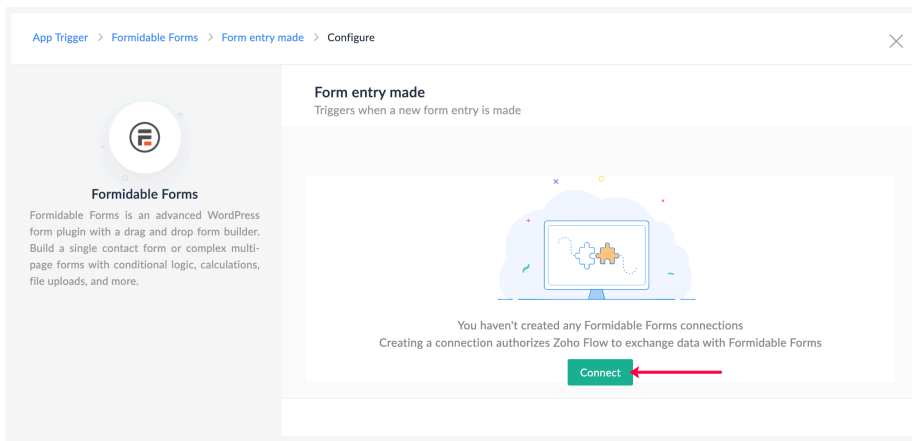 App Trigger > Formidable Forms > Form entry made > Configure
Formidable Forms
Formidable Forms is an advanced WordPress
form plugin with a drag and drop form builder.
Build a single contact form or complex multi-
page forms with conditional logic, calculations,
file uploads, and more.
Form entry made
Triggers when a new form entry is made
You haven't created any Formidable Forms connections
Creating a connection authorizes Zoho Flow to exchange data with Formidable Forms
Connect